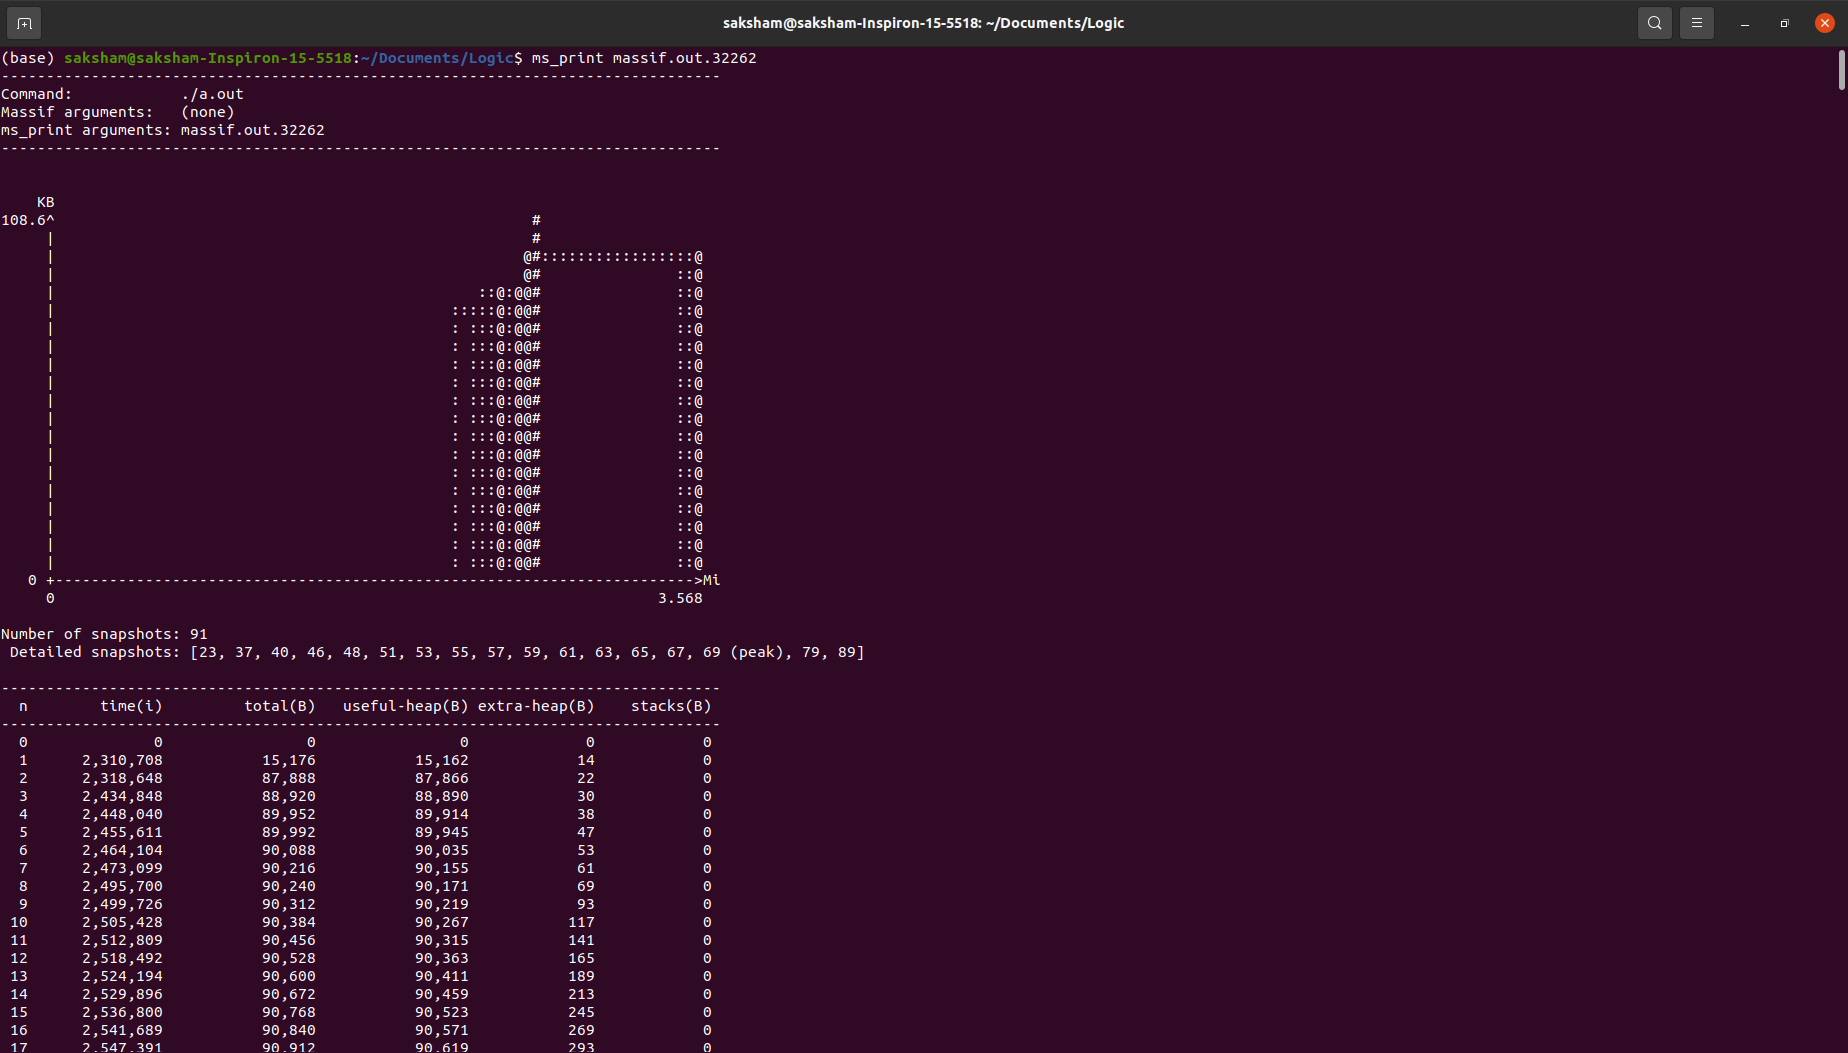 saksham@saksham-Inspiron-15-5518: ~/Documents/Logic
(base) saksham@saksham-Inspiron-15-5518:~/Documents/Logic$ ms_print massif.out.32262
--------------------------------------------------------------------------------
Command:            ./a.out
Massif arguments:   (none)
ms_print arguments: massif.out.32262
--------------------------------------------------------------------------------
    KB
108.6^                                                     #
     |                                                     #
     |                                                    @#:::::::::::::::::@
     |                                                    @#               ::@
     |                                               ::@:@@#               ::@
     |                                            :::::@:@@#               ::@
     |                                            : :::@:@@#               ::@
     |                                            : :::@:@@#               ::@
     |                                            : :::@:@@#               ::@
     |                                            : :::@:@@#               ::@
     |                                            : :::@:@@#               ::@
     |                                            : :::@:@@#               ::@
     |                                            : :::@:@@#               ::@
     |                                            : :::@:@@#               ::@
     |                                            : :::@:@@#               ::@
     |                                            : :::@:@@#               ::@
     |                                            : :::@:@@#               ::@
     |                                            : :::@:@@#               ::@
     |                                            : :::@:@@#               ::@
     |                                            : :::@:@@#               ::@
   0 +----------------------------------------------------------------------->Mi
     0                                                                   3.568
Number of snapshots: 91
 Detailed snapshots: [23, 37, 40, 46, 48, 51, 53, 55, 57, 59, 61, 63, 65, 67, 69 (peak), 79, 89]
--------------------------------------------------------------------------------
  n        time(i)         total(B)   useful-heap(B) extra-heap(B)    stacks(B)
--------------------------------------------------------------------------------
  0              0                0                0             0            0
  1      2,310,708           15,176           15,162            14            0
  2      2,318,648           87,888           87,866            22            0
  3      2,434,848           88,920           88,890            30            0
  4      2,448,040           89,952           89,914            38            0
  5      2,455,611           89,992           89,945            47            0
  6      2,464,104           90,088           90,035            53            0
  7      2,473,099           90,216           90,155            61            0
  8      2,495,700           90,240           90,171            69            0
  9      2,499,726           90,312           90,219            93            0
 10      2,505,428           90,384           90,267           117            0
 11      2,512,809           90,456           90,315           141            0
 12      2,518,492           90,528           90,363           165            0
 13      2,524,194           90,600           90,411           189            0
 14      2,529,896           90,672           90,459           213            0
 15      2,536,800           90,768           90,523           245            0
 16      2,541,689           90,840           90,571           269            0
 17      2,547,391           90,912           90,619           293            0